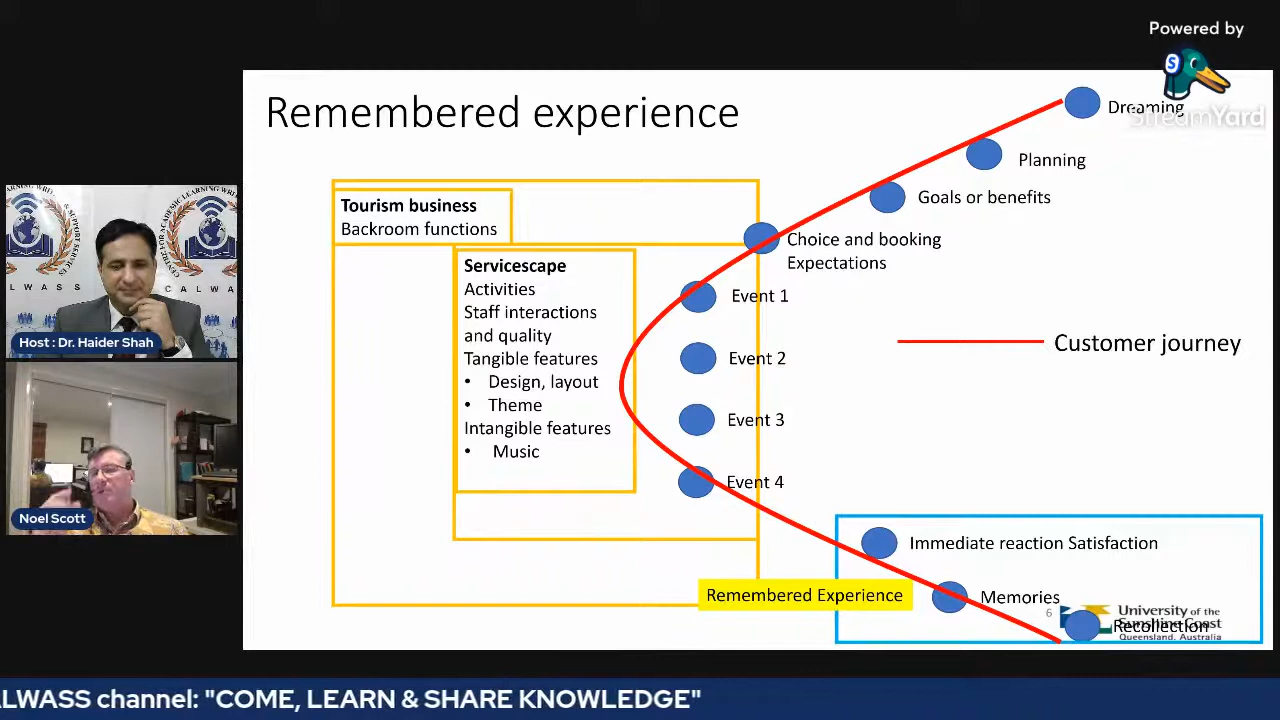 Powered by
StreamYard
Remembered experience
Dreaming
Planning
Goals or benefits
Choice and booking
Expectations
Tourism business
Backroom functions
Servicescape
Activities
Staff interactions
and quality
Tangible features
• Design, layout
• Theme
Intangible features
• Music
Event 1
Event 2
Event 3
Event 4
Customer journey
Immediate reaction Satisfaction
Remembered Experience
Memories
Recollection
6
University of the
Sunshine Coast
Queensland, Australia
CALWASS
Host : Dr. Haider Shah
Noel Scott
ALWASS channel: "COME, LEARN & SHARE KNOWLEDGE"